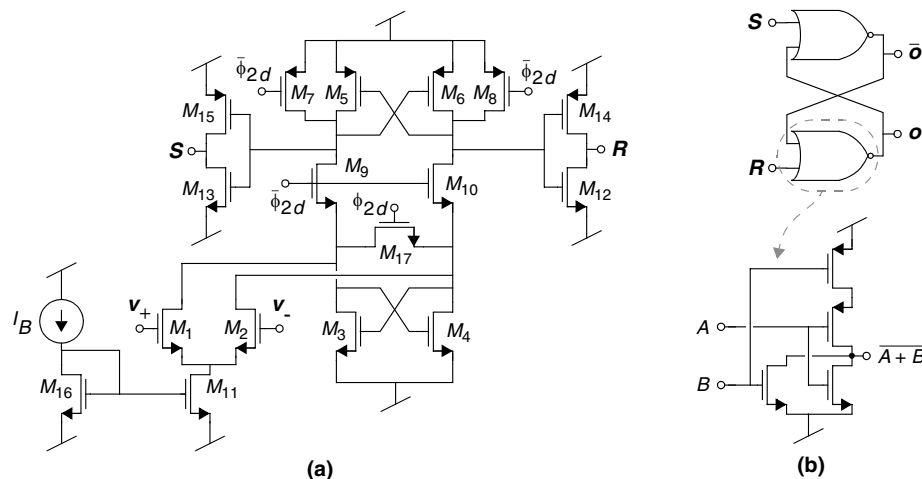 S
ō
o
R
φ̄2d
M7
M5
M6
M8
φ̄2d
M15
M14
S
R
M9
M13
M10
M12
φ̄2d
φ2d
M17
v+
v-
IB
M1
M2
M3
M4
M16
M11
A
B
A + B
(a)
(b)